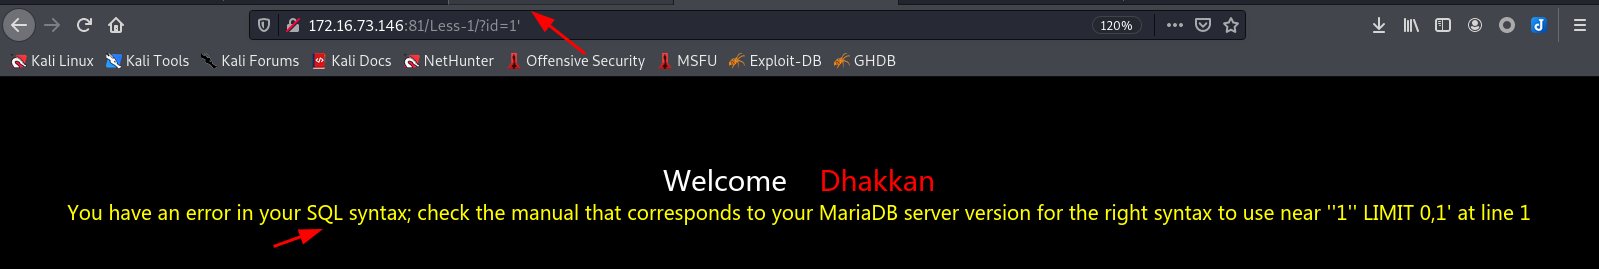 172.16.73.146:81/Less-1/?id=1'
120%
Kali Linux Kali Tools Kali Forums Kali Docs NetHunter Offensive Security MSFU Exploit-DB GHDB
Welcome Dhakkan
You have an error in your SQL syntax; check the manual that corresponds to your MariaDB server version for the right syntax to use near ''1'' LIMIT 0,1' at line 1